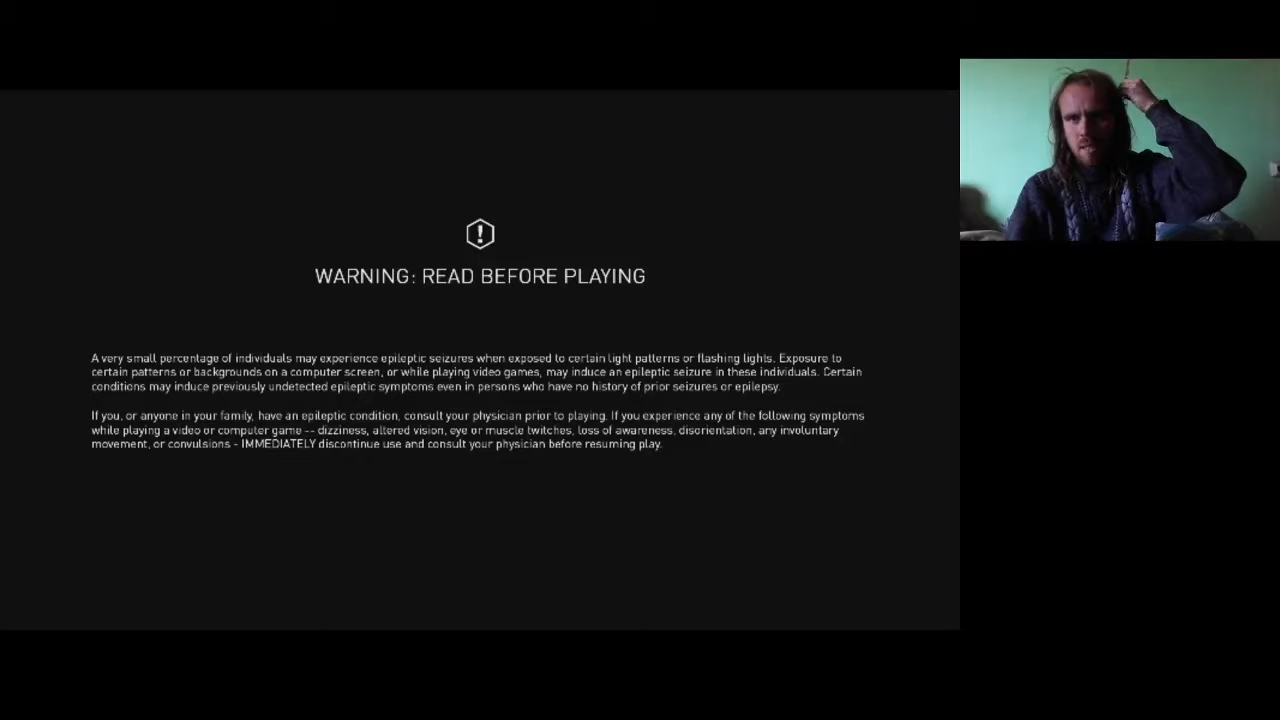 WARNING: READ BEFORE PLAYING
A very small percentage of individuals may experience epileptic seizures when exposed to certain light patterns or flashing lights. Exposure to
certain patterns or backgrounds on a computer screen, or while playing video games, may induce an epileptic seizure in these individuals. Certain
conditions may induce previously undetected epileptic symptoms even in persons who have no history of prior seizures or epilepsy.
If you, or anyone in your family, have an epileptic condition, consult your physician prior to playing. If you experience any of the following symptoms
while playing a video or computer game -- dizziness, altered vision, eye or muscle twitches, loss of awareness, disorientation, any involuntary
movement, or convulsions - IMMEDIATELY discontinue use and consult your physician before resuming play.